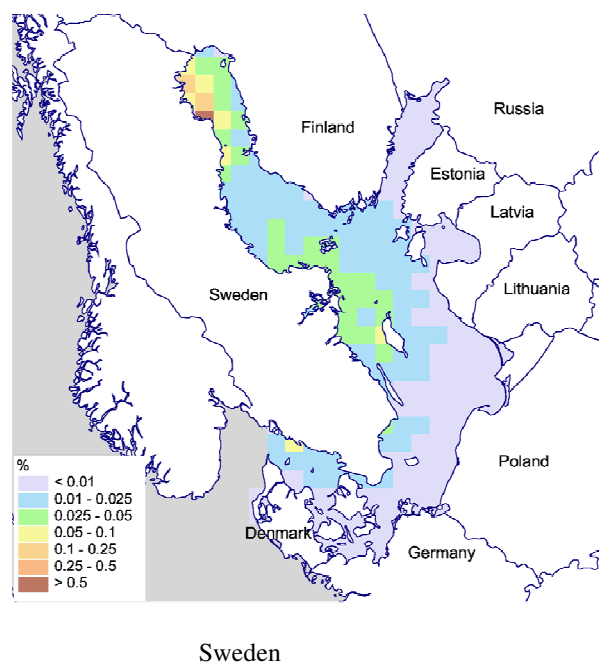 Russia
Finland
Estonia
Latvia
Lithuania
Sweden
%
< 0.01
0.01 - 0.025
0.025 - 0.05
0.05 - 0.1
0.1 - 0.25
0.25 - 0.5
> 0.5
Poland
Denmark
Germany
Sweden